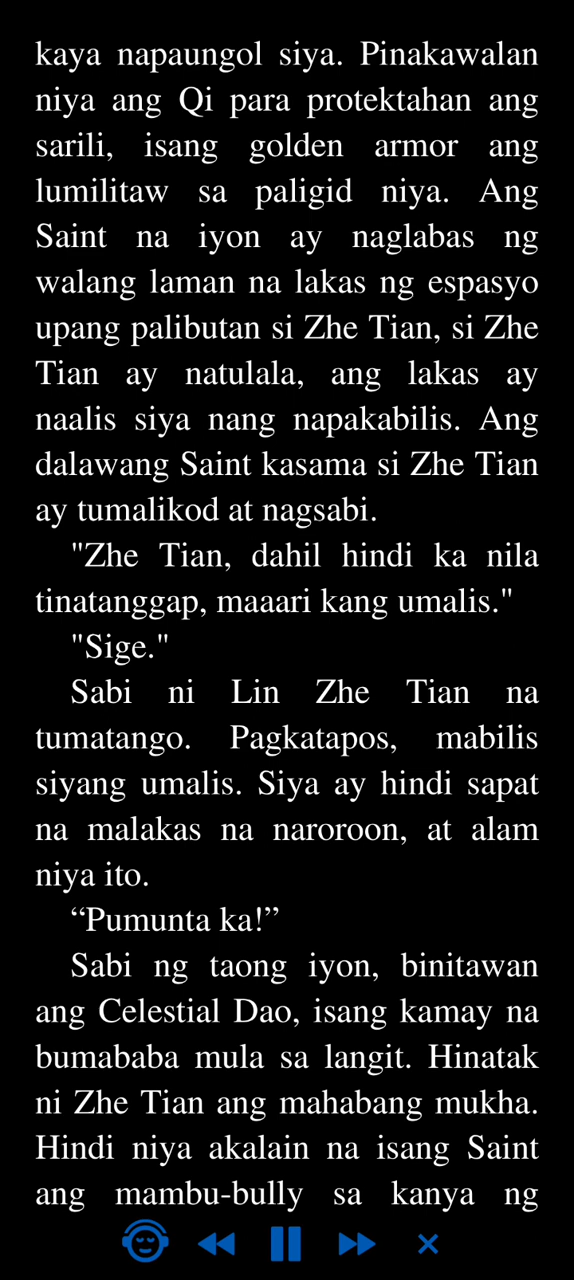 kaya napaungol siya. Pinakawalan
niya ang Qi para protektahan ang
sarili, isang golden armor ang
lumilitaw sa paligid niya. Ang
Saint na iyon ay naglabas ng
walang laman na lakas ng espasyo
upang palibutan si Zhe Tian, si Zhe
Tian ay natulala, ang lakas ay
naalis siya nang napakabilis. Ang
dalawang Saint kasama si Zhe Tian
ay tumalikod at nagsabi.
"Zhe Tian, dahil hindi ka nila
tinatanggap, maaari kang umalis."
"Sige."
Sabi ni Lin Zhe Tian na
tumatango. Pagkatapos, mabilis
siyang umalis. Siya ay hindi sapat
na malakas na naroroon, at alam
niya ito.
“Pumunta ka!”
Sabi ng taong iyon, binitawan
ang Celestial Dao, isang kamay na
bumababa mula sa langit. Hinatak
ni Zhe Tian ang mahabang mukha.
Hindi niya akalain na isang Saint
ang mambu-bully sa kanya ng